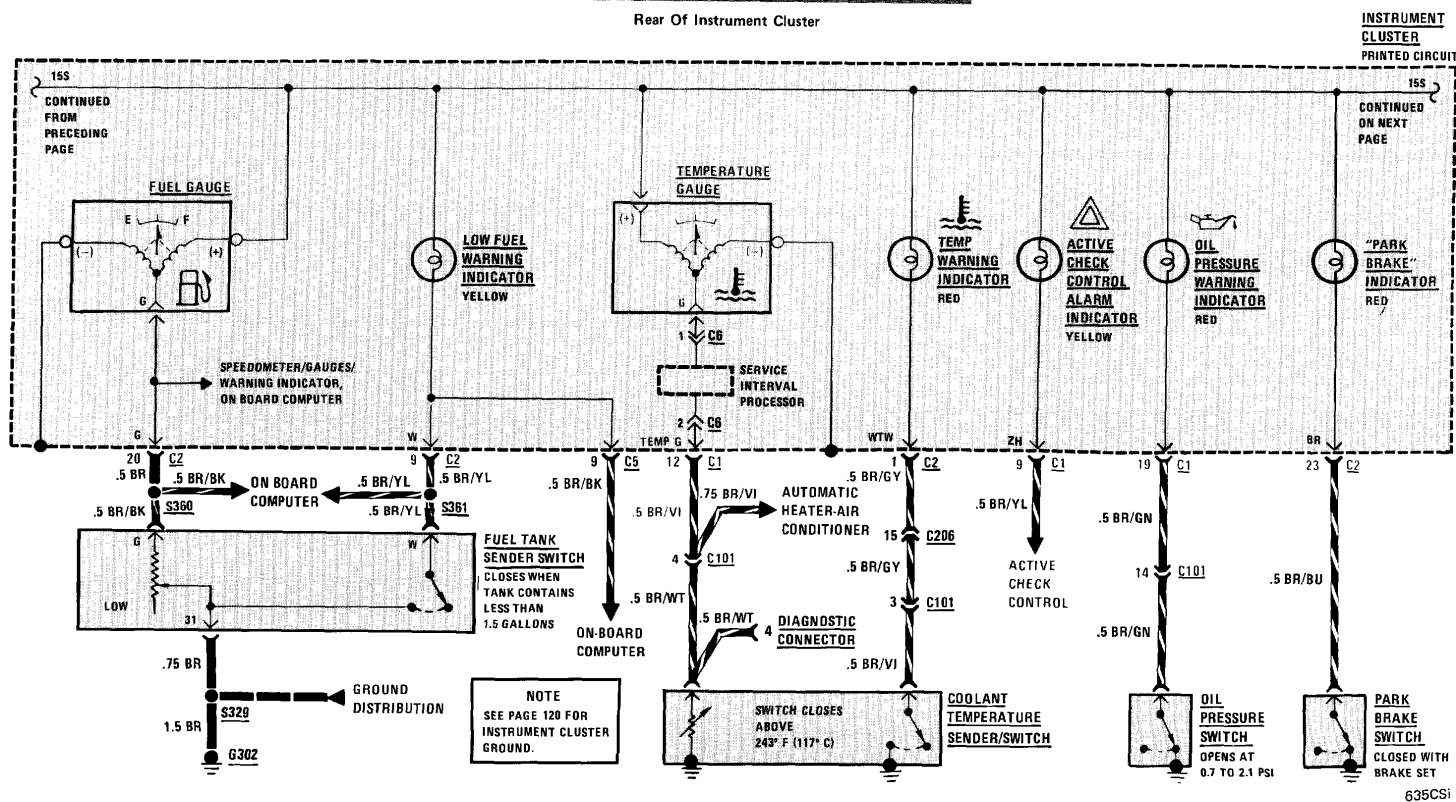 Rear Of Instrument Cluster
INSTRUMENT
CLUSTER
PRINTED CIRCUIT
15S
CONTINUED
FROM
PRECEDING
PAGE
15S
CONTINUED
ON NEXT
PAGE
FUEL GAUGE
E F
(-)
(+)
G
LOW FUEL
WARNING
INDICATOR
YELLOW
TEMPERATURE
GAUGE
(+)
(-)
G
TEMP
WARNING
INDICATOR
RED
ACTIVE
CHECK
CONTROL
ALARM
INDICATOR
YELLOW
OIL
PRESSURE
WARNING
INDICATOR
RED
"PARK
BRAKE"
INDICATOR
RED
SPEEDOMETER/GAUGES/
WARNING INDICATOR,
ON BOARD COMPUTER
1 C6
SERVICE
INTERVAL
PROCESSOR
2 C6
G
W
TEMP G
WTW
ZH
BR
20 C2
9 C2
9 C5
12 C1
1 C2
9 C1
19 C1
23 C2
.5 BR
.5 BR/BK
ON BOARD
COMPUTER
.5 BR/YL
.5 BR/YL
.5 BR/BK
S360
.5 BR/YL
S361
.5 BR/BK
.5 BR/VI
.75 BR/VI
AUTOMATIC
HEATER-AIR
CONDITIONER
.5 BR/GY
15 C206
.5 BR/GY
3 C101
.5 BR/VI
.5 BR/YL
ACTIVE
CHECK
CONTROL
.5 BR/GN
14 C101
.5 BR/GN
.5 BR/BU
G
W
LOW
31
FUEL TANK
SENDER SWITCH
CLOSES WHEN
TANK CONTAINS
LESS THAN
1.5 GALLONS
4 C101
.5 BR/WT
.5 BR/WT
4 DIAGNOSTIC
CONNECTOR
ON-BOARD
COMPUTER
.75 BR
GROUND
DISTRIBUTION
S329
1.5 BR
G302
NOTE
SEE PAGE 120 FOR
INSTRUMENT CLUSTER
GROUND.
SWITCH CLOSES
ABOVE
243° F (117° C)
COOLANT
TEMPERATURE
SENDER/SWITCH
OIL
PRESSURE
SWITCH
OPENS AT
0.7 TO 2.1 PSI
PARK
BRAKE
SWITCH
CLOSED WITH
BRAKE SET
635CSi